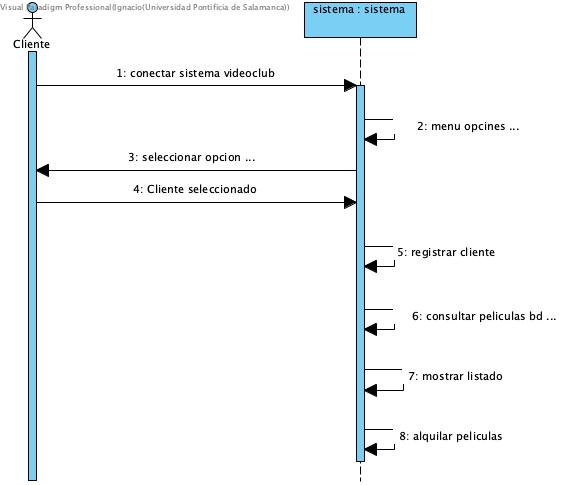 Visual Paradigm Professional(Ignacio(Universidad Pontificia de Salamanca))
sistema : sistema
Cliente
1: conectar sistema videoclub
2: menu opcines ...
3: seleccionar opcion ...
4: Cliente seleccionado
5: registrar cliente
6: consultar peliculas bd ...
7: mostrar listado
8: alquilar peliculas